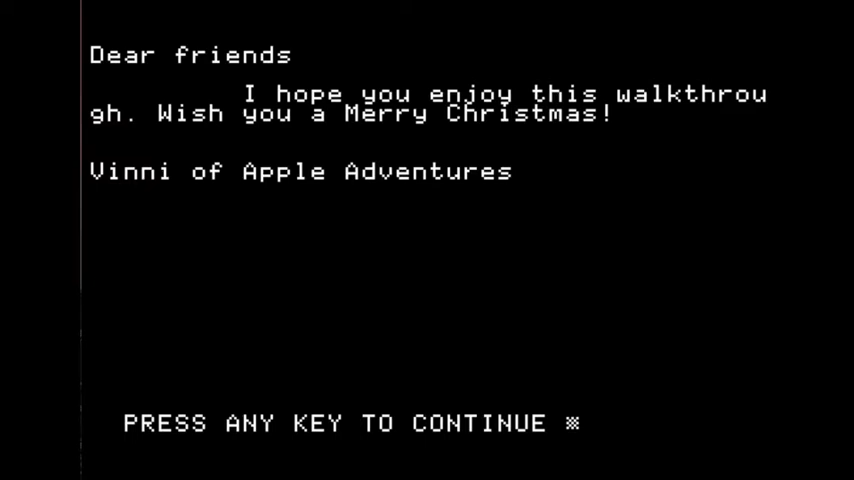 Dear friends
I hope you enjoy this walkthrou
gh. Wish you a Merry Christmas!
Vinni of Apple Adventures
PRESS ANY KEY TO CONTINUE